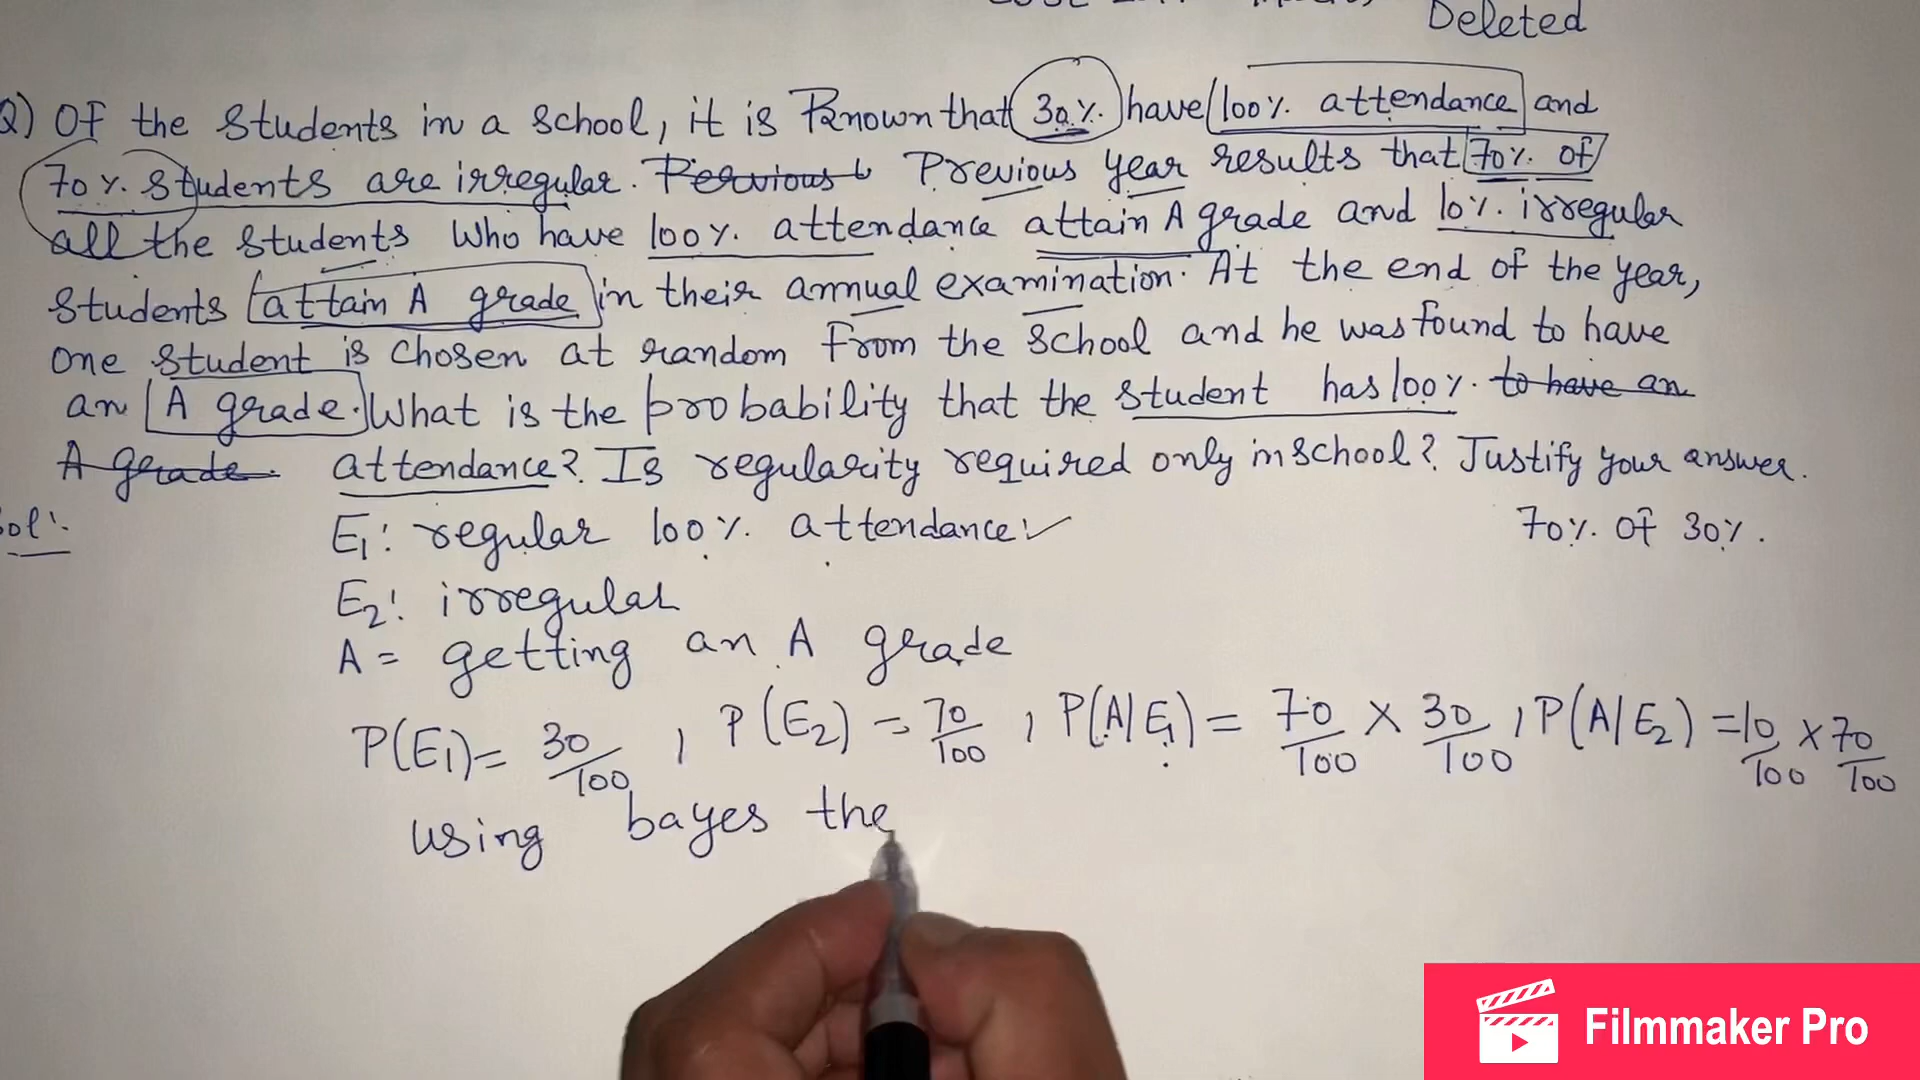 Deleted
Q) Of the students in a school, it is known that 30% have 100% attendance and
70% students are irregular. Pervious Previous year results that 70% of
all the students who have 100% attendance attain A grade and 10% irregular
students attain A grade in their annual examination. At the end of the year,
one student is chosen at random from the school and he was found to have
an A grade. What is the probability that the student has 100% to have an
A grade. attendance? Is regularity required only in school? Justify your answer.
Sol:
E₁: regular 100% attendance
70% of 30%.
E₂: irregular
A = getting an A grade
P(E₁) = 30/100, P(E₂) = 70/100, P(A|E₁) = 70/100 × 30/100, P(A|E₂) = 10/100 × 70/100
using bayes the
Filmmaker Pro